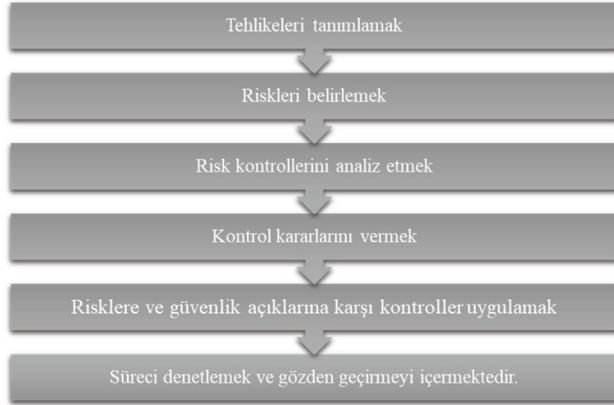 Tehlikeleri tanımlamak
Riskleri belirlemek
Risk kontrollerini analiz etmek
Kontrol kararlarını vermek
Risklere ve güvenlik açıklarına karşı kontroller uygulamak
Süreci denetlemek ve gözden geçirmeyi içermektedir.